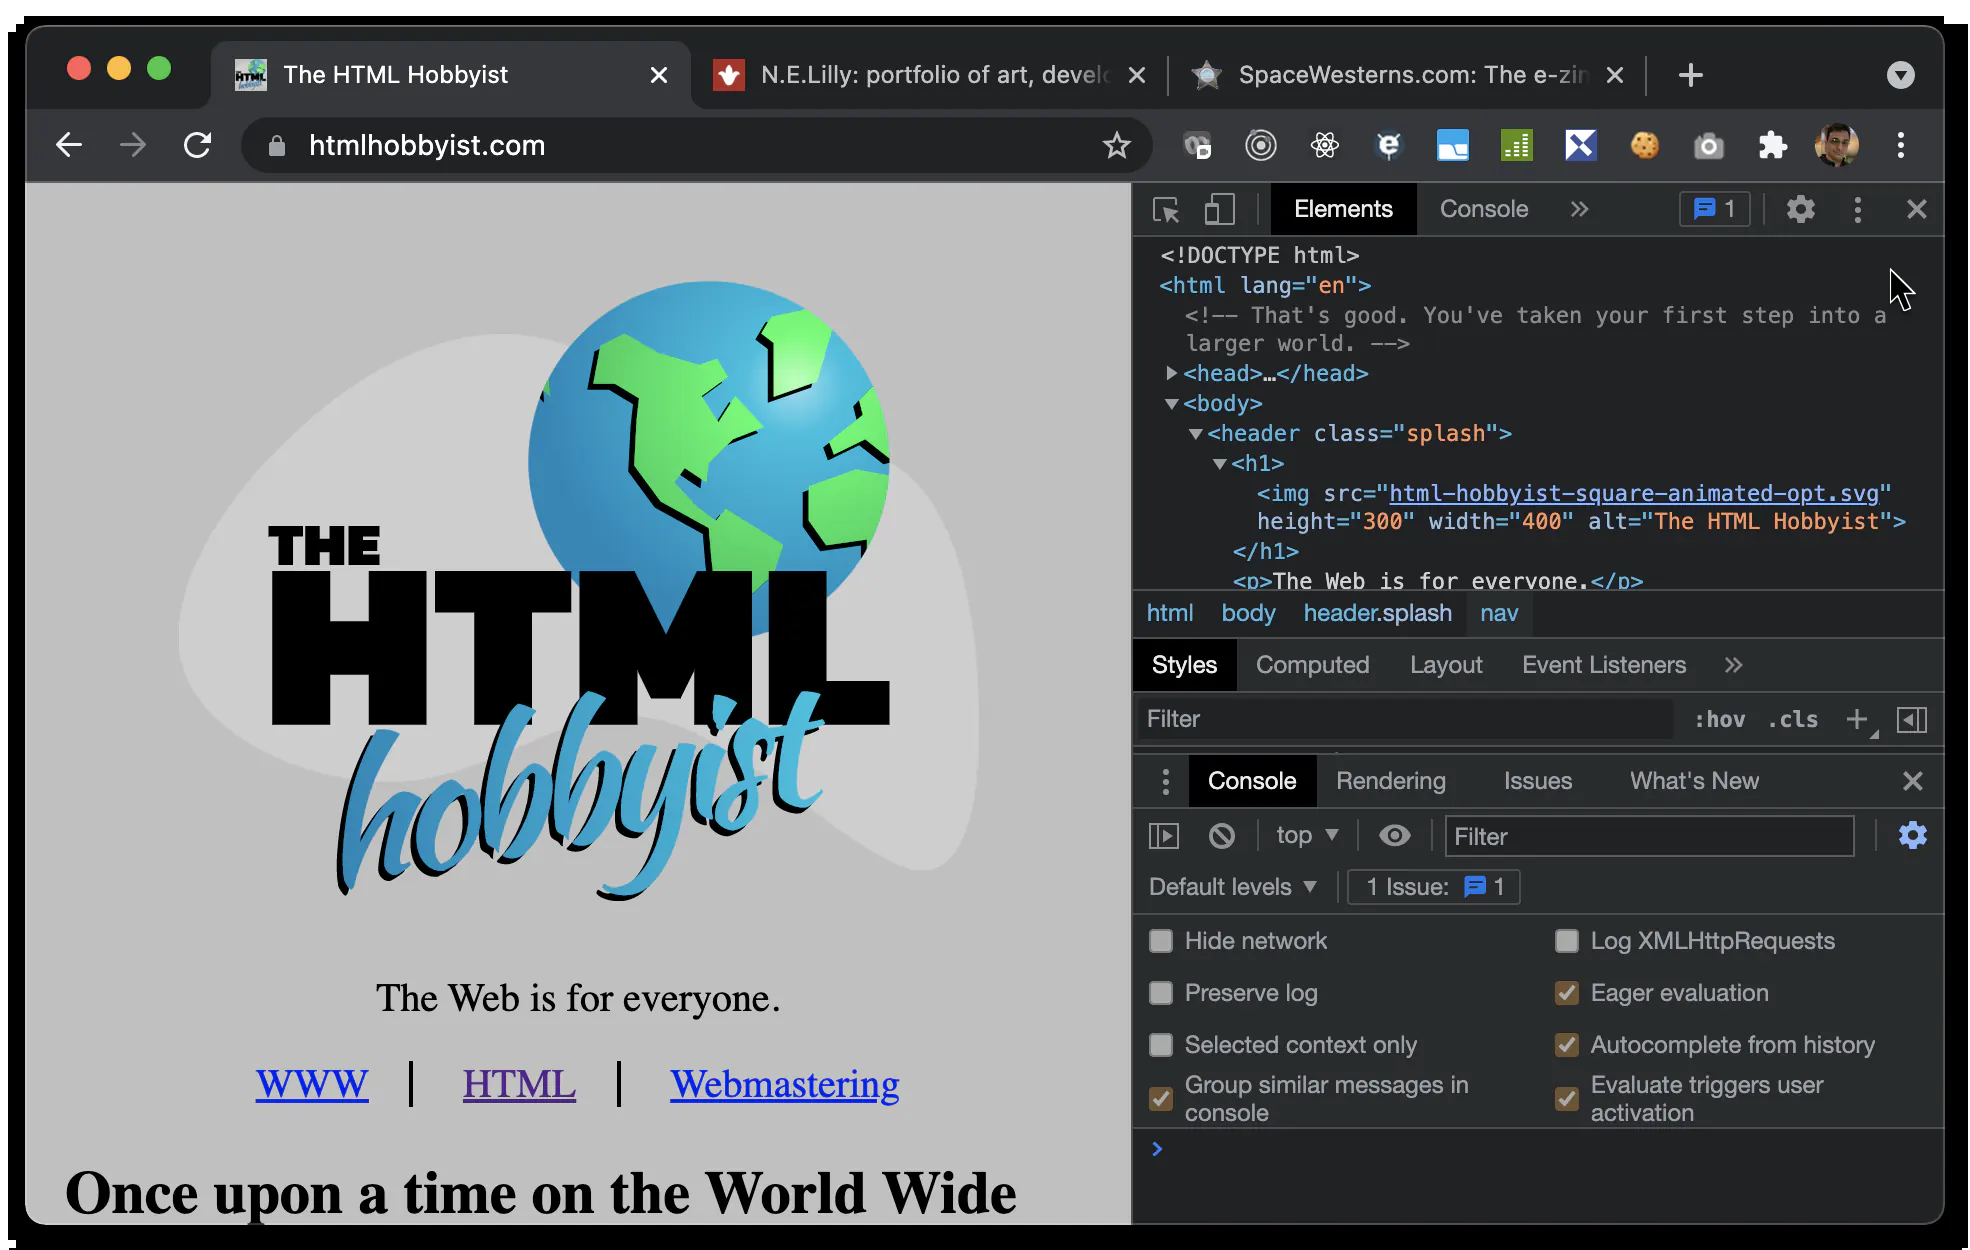 The HTML Hobbyist
N.E.Lilly: portfolio of art, develo
SpaceWesterns.com: The e-zin
htmlhobbyist.com
THE
HTML
hobbyist
The Web is for everyone.
WWW | HTML | Webmastering
Once upon a time on the World Wide
Elements Console » 1
<!DOCTYPE html>
<html lang="en">
<!-- That's good. You've taken your first step into a
larger world. -->
<head>…</head>
<body>
<header class="splash">
<h1>
<img src="html-hobbyist-square-animated-opt.svg"
height="300" width="400" alt="The HTML Hobbyist">
</h1>
<p>The Web is for everyone.</p>
html body header.splash nav
Styles Computed Layout Event Listeners »
Filter :hov .cls +
Console Rendering Issues What's New
top Filter
Default levels 1 Issue: 1
Hide network Log XMLHttpRequests
Preserve log Eager evaluation
Selected context only Autocomplete from history
Group similar messages in
console
Evaluate triggers user
activation